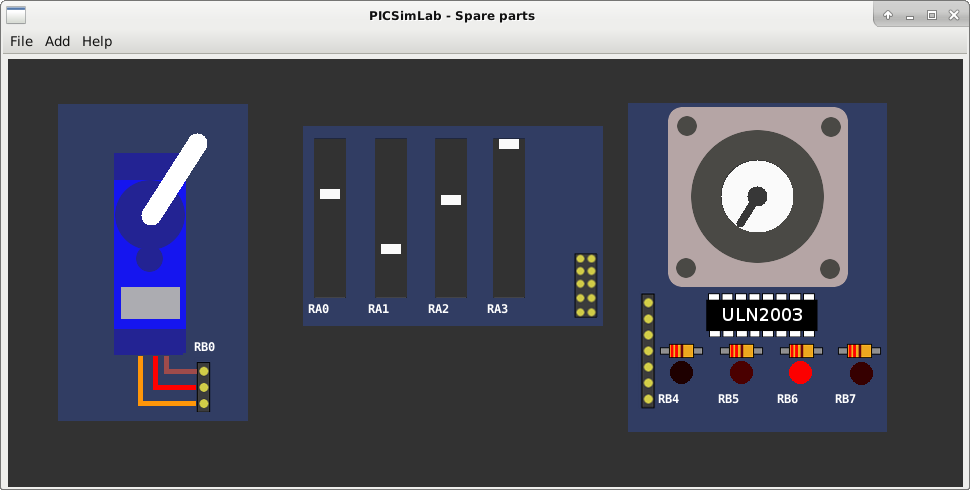 PICSimLab - Spare parts
File Add Help
RB0
RA0 RA1 RA2 RA3
ULN2003
RB4 RB5 RB6 RB7